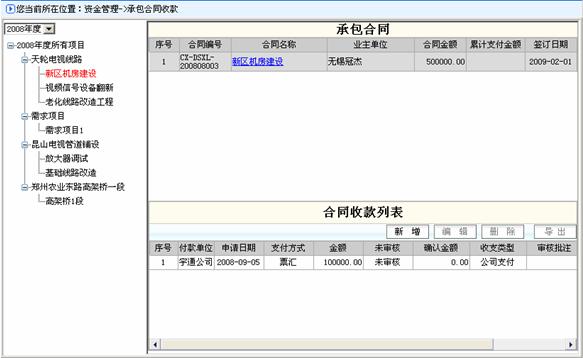 您当前所在位置：资金管理->承包合同收款
2008年度
2008年度所有项目
天轮电视线路
新区机房建设
视频信号设备翻新
老化线路改造工程
需求项目
需求项目1
昆山电视管道铺设
放大器调试
基础线路改造
郑州农业东路高架桥一段
高架桥1段
承包合同
序号 合同编号 合同名称 业主单位 合同金额 累计支付金额 签订日期
1 CX-DSXL-200808003 新区机房建设 无锡冠杰 500000.00 2009-02-01
合同收款列表
新 增 编 辑 删 除 导 出
序号 付款单位 申请日期 支付方式 金额 未审核 确认金额 收支类型 审核批注
1 宇通公司 2008-09-05 票汇 100000.00 未审核 0.00 公司支付